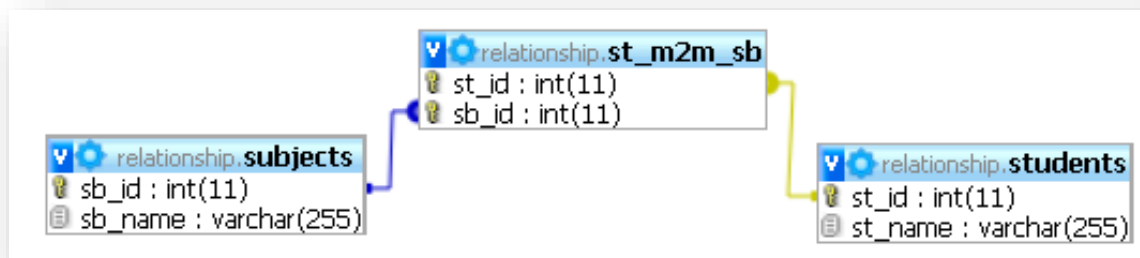 relationship.st_m2m_sb
st_id : int(11)
sb_id : int(11)
relationship.subjects
sb_id : int(11)
sb_name : varchar(255)
relationship.students
st_id : int(11)
st_name : varchar(255)